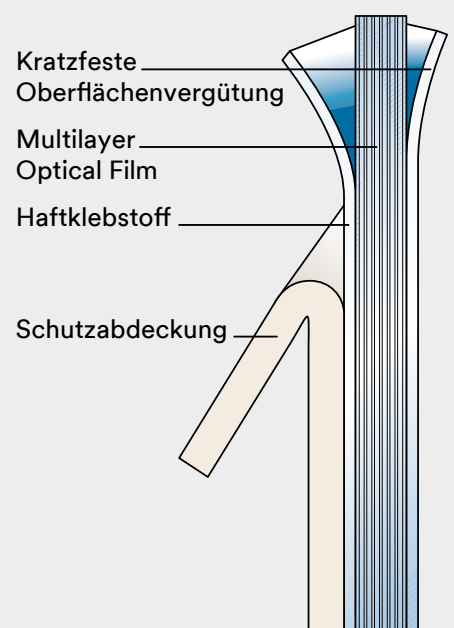 Kratzfeste
Oberflächenvergütung
Multilayer
Optical Film
Haftklebstoff
Schutzabdeckung